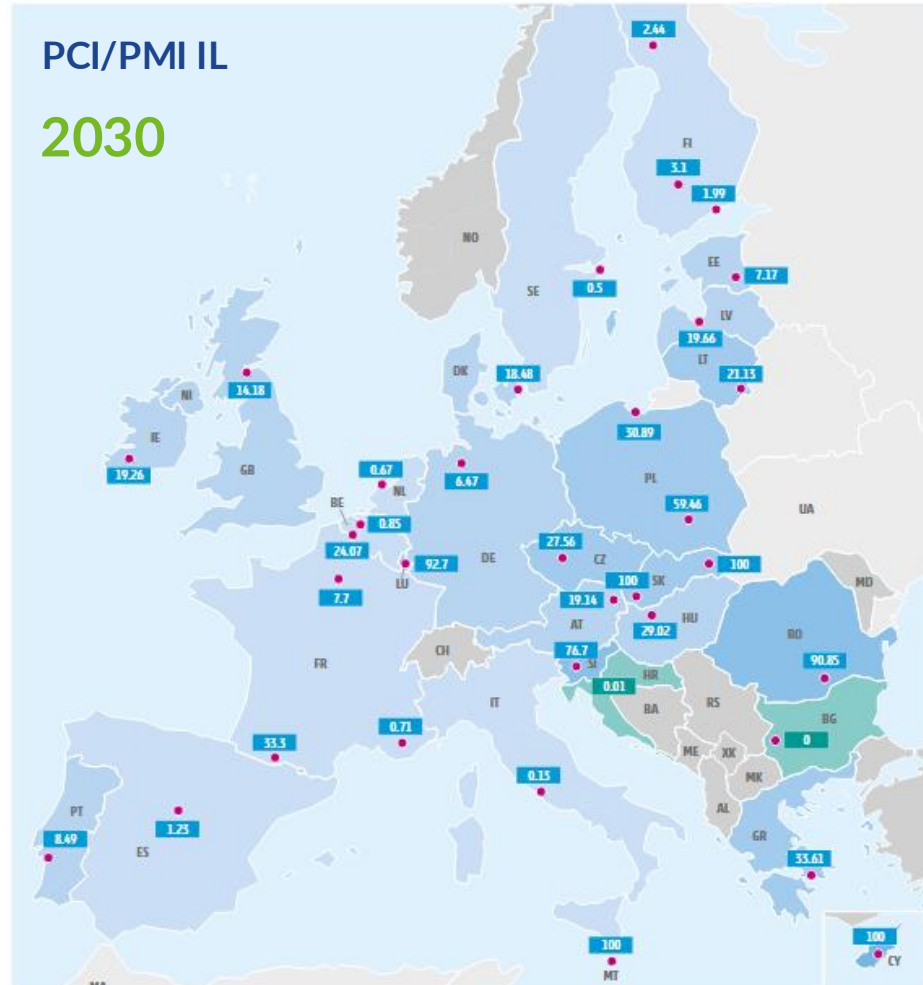 PCI/PMI IL
2030
2.44
FI
3.1
1.99
NO
EE
7.17
SE
0.5
LV
19.66
LT
21.13
DK
18.48
14.18
NI
IE
19.26
GB
30.89
PL
59.46
0.67
NL
6.47
BE
0.85
24.07
DE
92.7
LU
7.7
27.56
CZ
UA
100
100
SK
19.14
MD
AT
HU
29.02
RO
CH
76.7
SI
90.85
FR
HR
0.01
IT
BA
RS
BG
0
0.71
33.3
ME
XK
MK
0.13
AL
PT
8.49
1.23
ES
GR
33.61
100
MT
100
CY